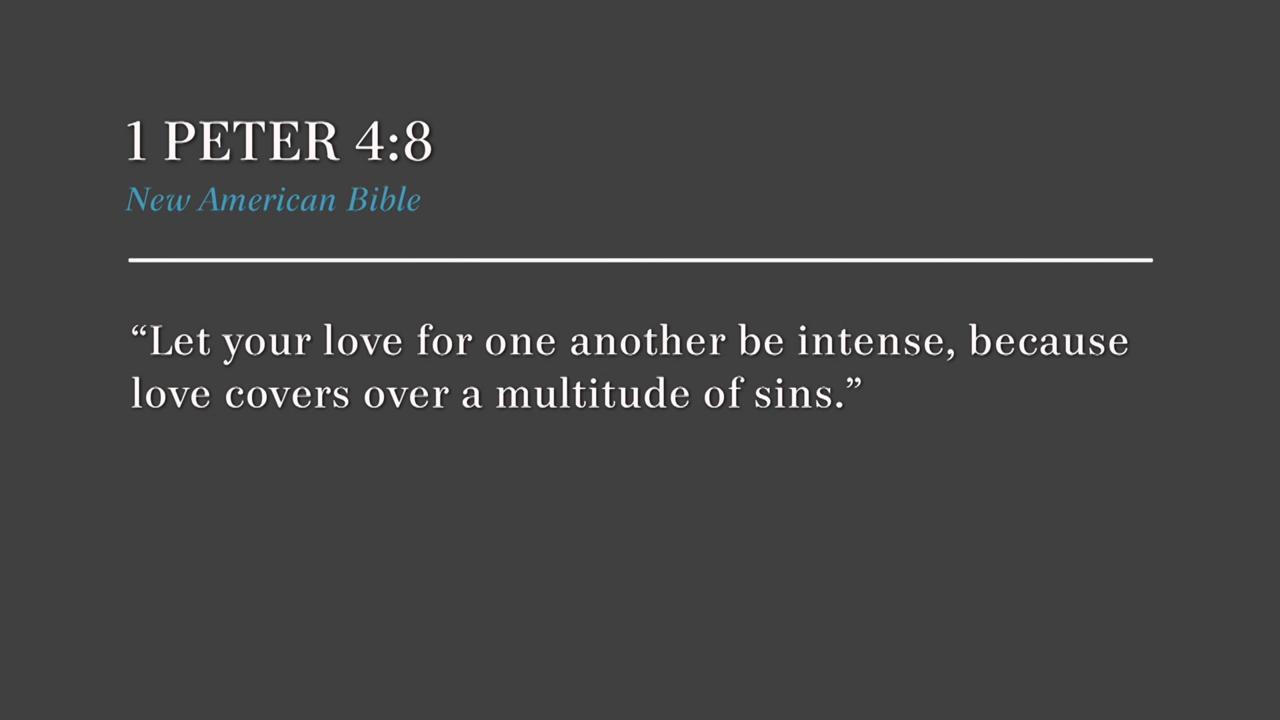 1 PETER 4:8
New American Bible
“Let your love for one another be intense, because
love covers over a multitude of sins.”